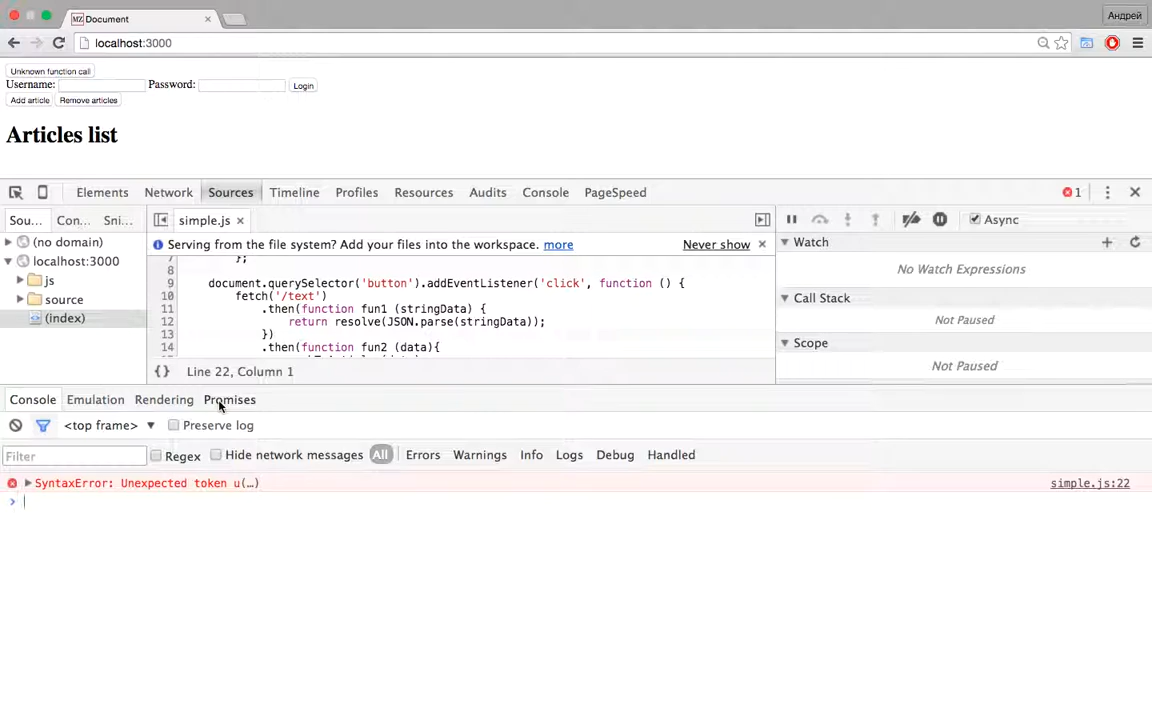 Document
Андрей
localhost:3000
Unknown function call
Username: Password: Login
Add article Remove articles
Articles list
Elements Network Sources Timeline Profiles Resources Audits Console PageSpeed 1
Sou... Con... Sni... simple.js Async
(no domain) Serving from the file system? Add your files into the workspace. more Never show Watch
localhost:3000 7 };
8 No Watch Expressions
js 9 document.querySelector('button').addEventListener('click', function () {
source 10 fetch('/text') Call Stack
11 .then(function fun1 (stringData) {
(index) 12 return resolve(JSON.parse(stringData)); Not Paused
13 })
14 .then(function fun2 (data){ Scope
{} Line 22, Column 1 Not Paused
Console Emulation Rendering Promises
<top frame> Preserve log
Filter Regex Hide network messages All Errors Warnings Info Logs Debug Handled
SyntaxError: Unexpected token u(…) simple.js:22